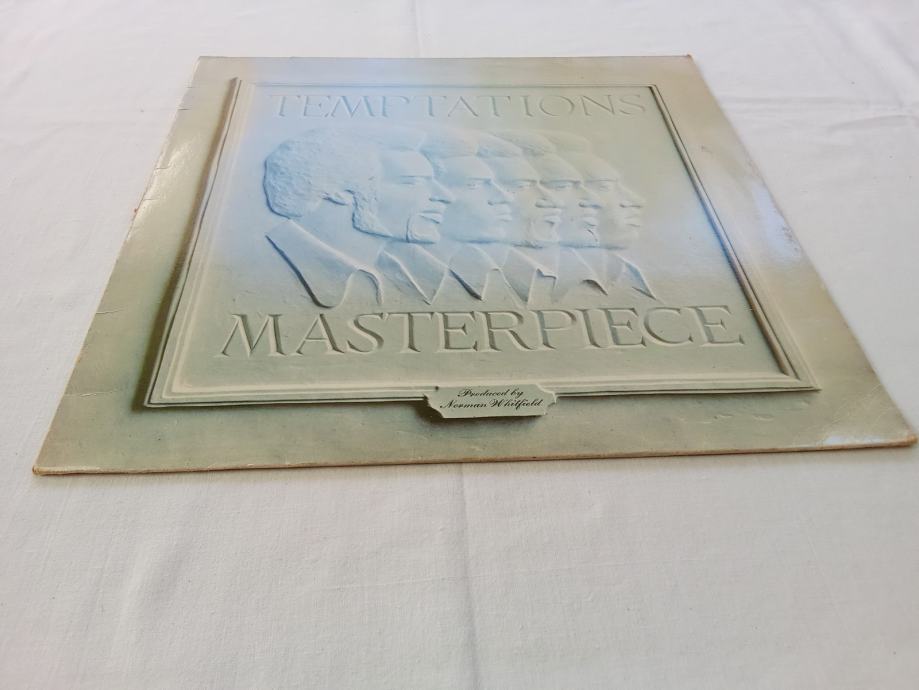 TEMPTATIONS
MASTERPIECE
Produced by
Norman Whitfield